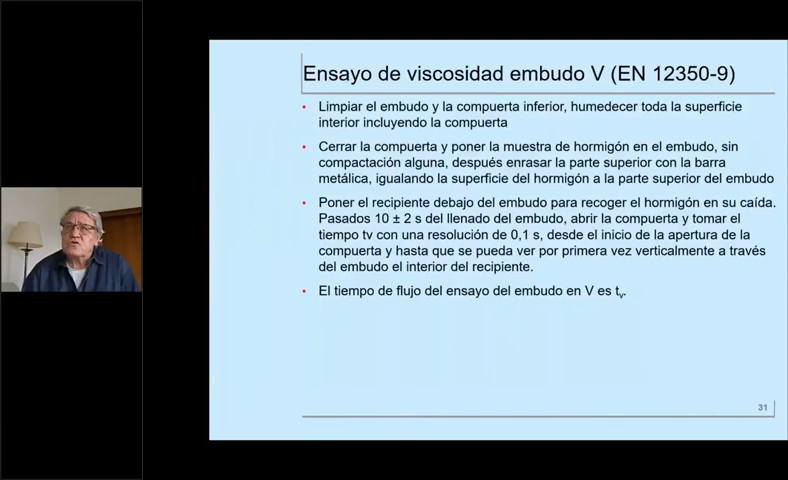 Ensayo de viscosidad embudo V (EN 12350-9)
• Limpiar el embudo y la compuerta inferior, humedecer toda la superficie
interior incluyendo la compuerta
• Cerrar la compuerta y poner la muestra de hormigón en el embudo, sin
compactación alguna, después enrasar la parte superior con la barra
metálica, igualando la superficie del hormigón a la parte superior del embudo
• Poner el recipiente debajo del embudo para recoger el hormigón en su caída.
Pasados 10 ± 2 s del llenado del embudo, abrir la compuerta y tomar el
tiempo tv con una resolución de 0,1 s, desde el inicio de la apertura de la
compuerta y hasta que se pueda ver por primera vez verticalmente a través
del embudo el interior del recipiente.
• El tiempo de flujo del ensayo del embudo en V es tv.
31